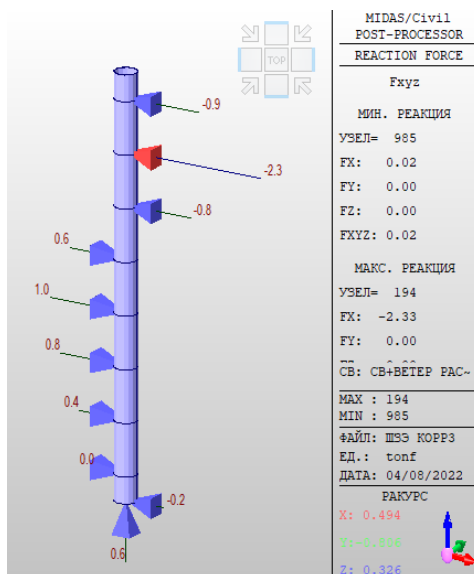 MIDAS/Civil
POST-PROCESSOR
REACTION FORCE
Fxyz
МИН. РЕАКЦИЯ
УЗЕЛ= 985
FX: 0.02
FY: 0.00
FZ: 0.00
FXYZ: 0.02
МАКС. РЕАКЦИЯ
УЗЕЛ= 194
FX: -2.33
FY: 0.00
СВ: СВ+ВЕТЕР РАС~
MAX : 194
MIN : 985
ФАЙЛ: ШЭЭ КОРР3
ЕД.: tonf
ДАТА: 04/08/2022
РАКУРС
X: 0.494
Z: 0.326
TOP
-0.9
-2.3
-0.8
0.6
1.0
0.8
0.4
0.0
-0.2
0.6